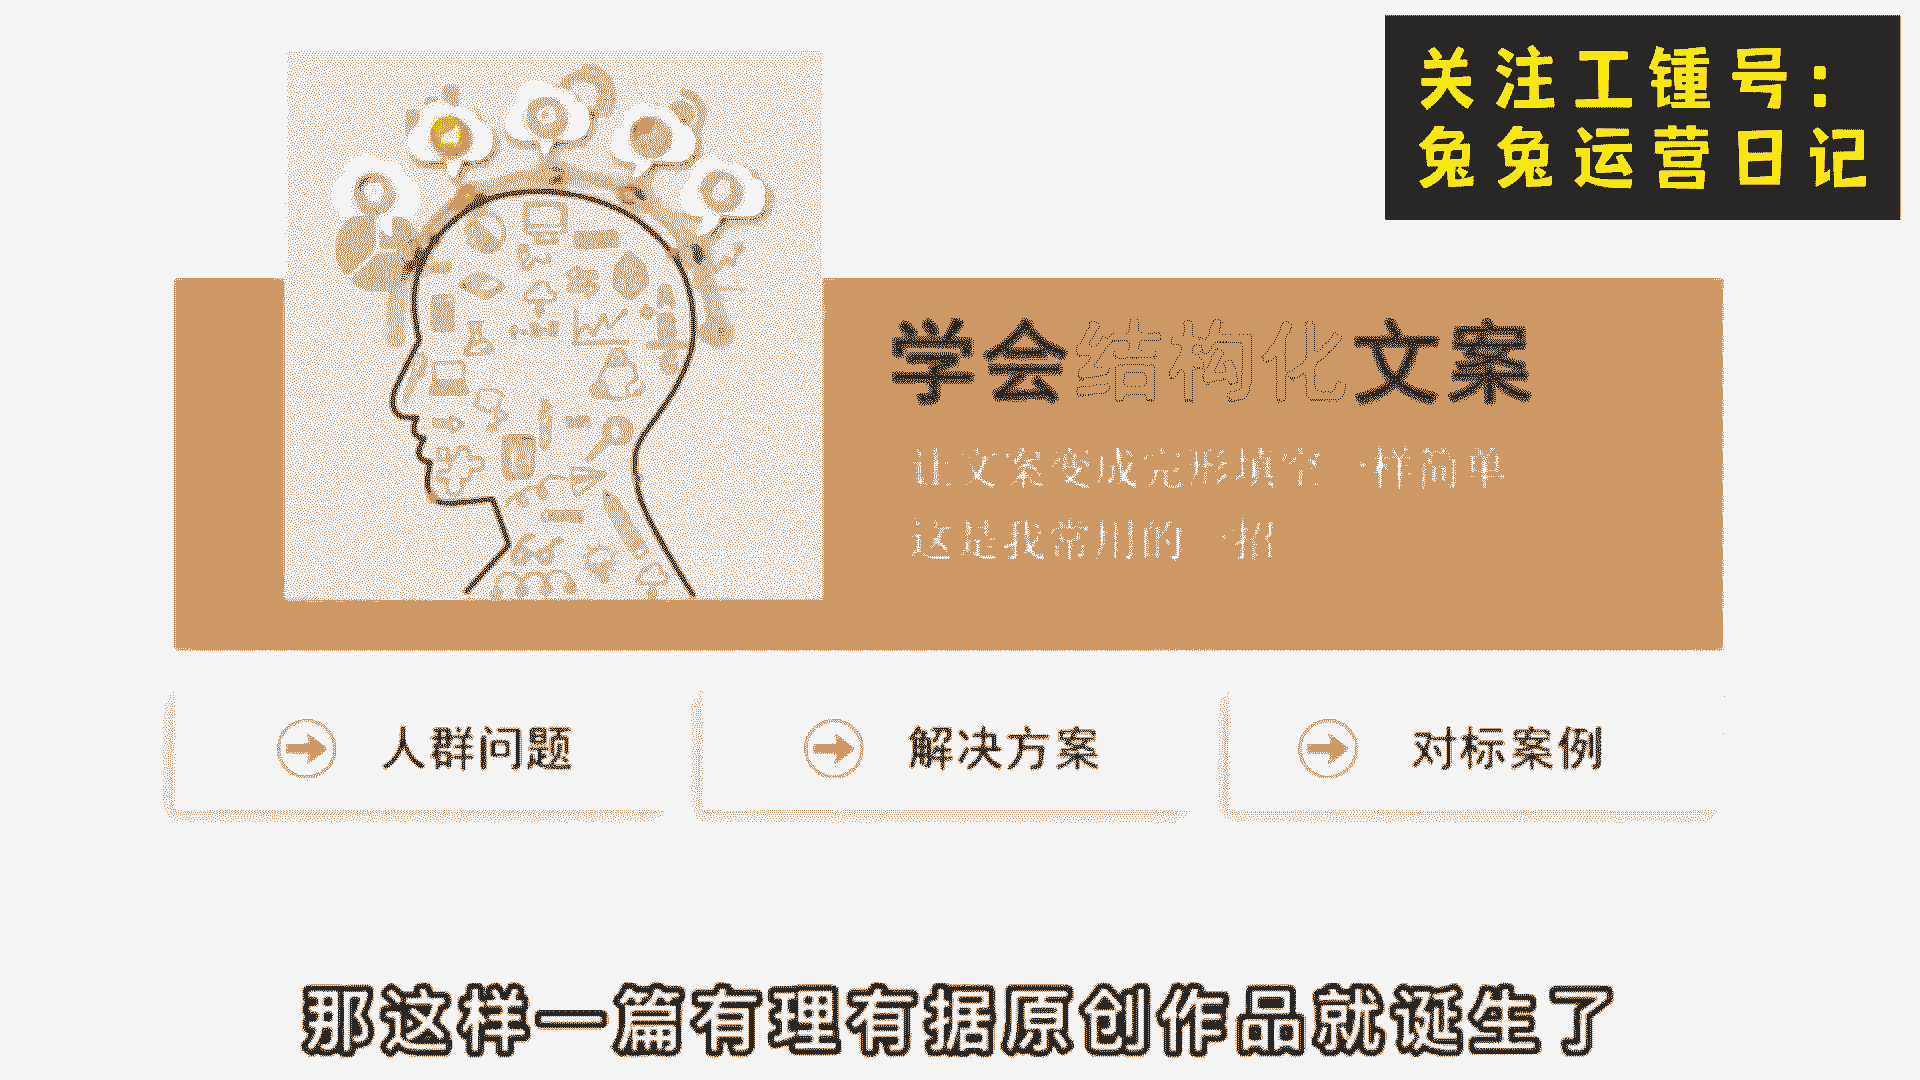 关注工锺号：
兔兔运营日记
学会结构化文案
让文案变成完形填空一样简单
这是我常用的一招
人群问题
解决方案
对标案例
那这样一篇有理有据原创作品就诞生了